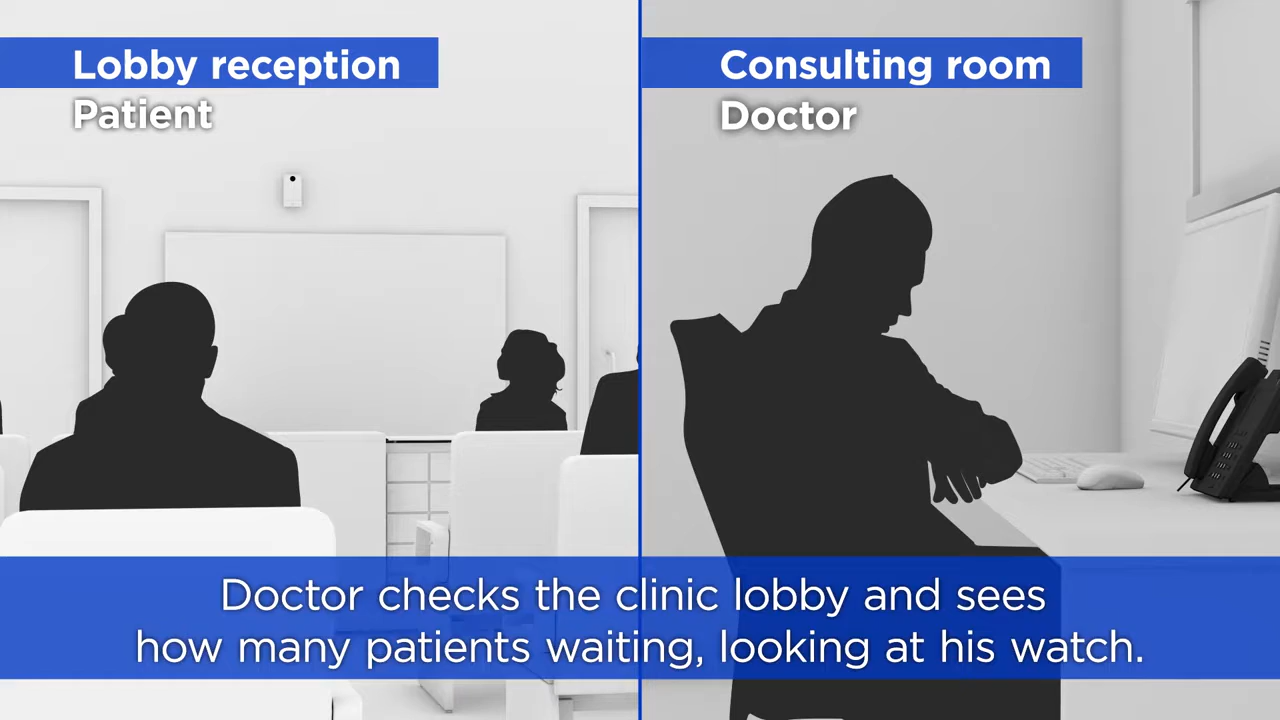 Lobby reception
Patient
Consulting room
Doctor
Doctor checks the clinic lobby and sees
how many patients waiting, looking at his watch.